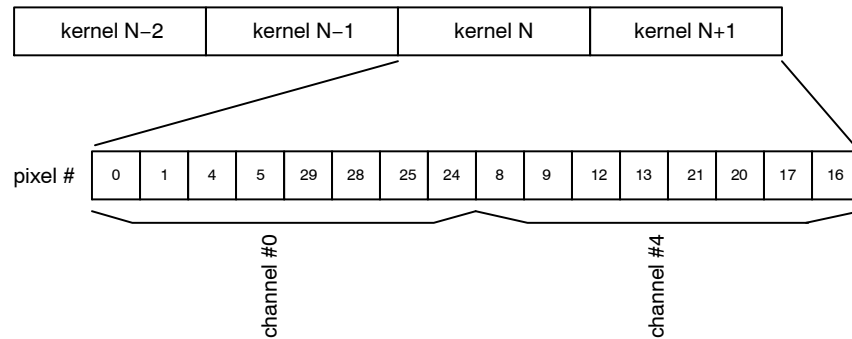 kernel N−2 kernel N−1 kernel N kernel N+1
pixel # 0 1 4 5 29 28 25 24 8 9 12 13 21 20 17 16
channel #0
channel #4